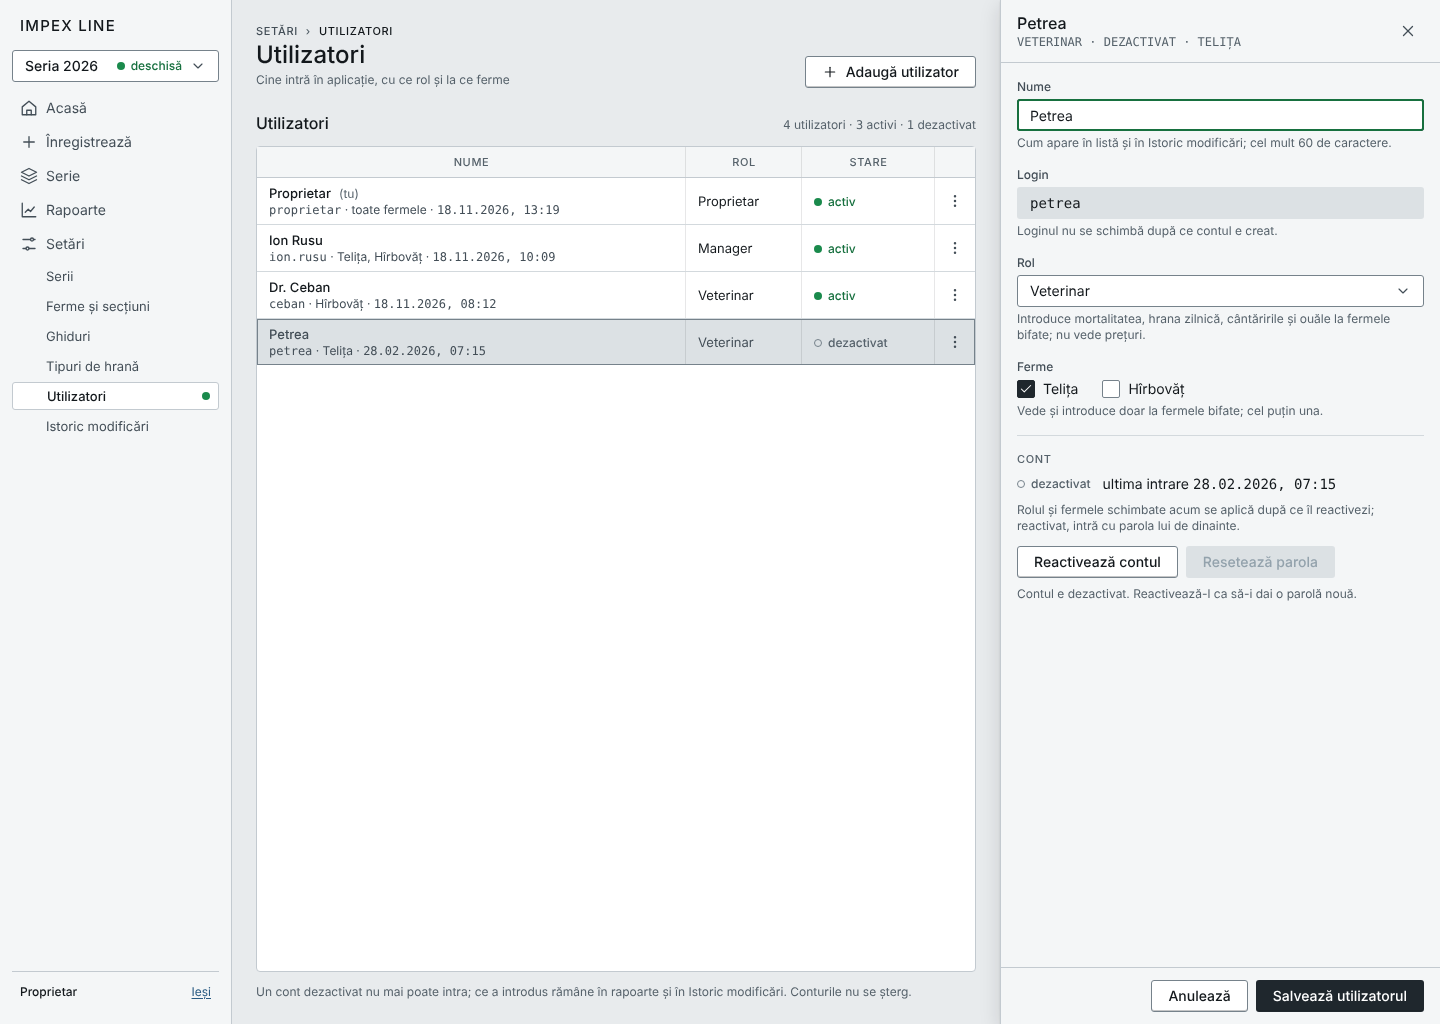 IMPEX LINE
Seria 2026 deschisă
Acasă
Înregistrează
Serie
Rapoarte
Setări
Serii
Ferme și secțiuni
Ghiduri
Tipuri de hrană
Utilizatori
Istoric modificări
Proprietar Ieși
SETĂRI › UTILIZATORI
Utilizatori
Cine intră în aplicație, cu ce rol și la ce ferme
Adaugă utilizator
Utilizatori
4 utilizatori · 3 activi · 1 dezactivat
NUME ROL STARE
Proprietar (tu)
proprietar · toate fermele · 18.11.2026, 13:19
Proprietar
activ
Ion Rusu
ion.rusu · Telița, Hîrbovăț · 18.11.2026, 10:09
Manager
activ
Dr. Ceban
ceban · Hîrbovăț · 18.11.2026, 08:12
Veterinar
activ
Petrea
petrea · Telița · 28.02.2026, 07:15
Veterinar
dezactivat
Un cont dezactivat nu mai poate intra; ce a introdus rămâne în rapoarte și în Istoric modificări. Conturile nu se șterg.
Petrea
VETERINAR · DEZACTIVAT · TELIȚA
Nume
Petrea
Cum apare în listă și în Istoric modificări; cel mult 60 de caractere.
Login
petrea
Loginul nu se schimbă după ce contul e creat.
Rol
Veterinar
Introduce mortalitatea, hrana zilnică, cântăririle și ouăle la fermele
bifate; nu vede prețuri.
Ferme
Telița Hîrbovăț
Vede și introduce doar la fermele bifate; cel puțin una.
CONT
dezactivat ultima intrare 28.02.2026, 07:15
Rolul și fermele schimbate acum se aplică după ce îl reactivezi;
reactivat, intră cu parola lui de dinainte.
Reactivează contul Resetează parola
Contul e dezactivat. Reactivează-l ca să-i dai o parolă nouă.
Anulează Salvează utilizatorul